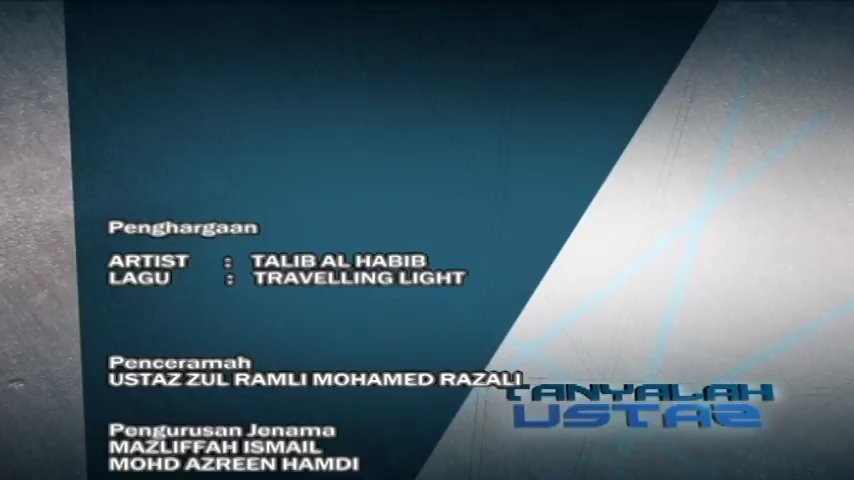 Penghargaan
ARTIST : TALIB AL HABIB
LAGU : TRAVELLING LIGHT
Penceramah
USTAZ ZUL RAMLI MOHAMED RAZALI
TANYALAH
USTAZ
Pengurusan Jenama
MAZLIFFAH ISMAIL
MOHD AZREEN HAMDI